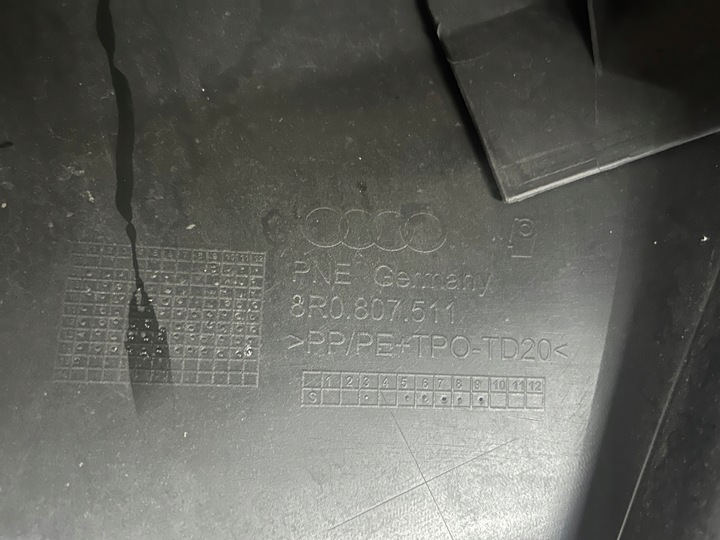 PNE Germany
8R0.807.511
>PP/PE+TPO-TD20<
1 2 3 4 5 6 7 8 9 10 11 12
S